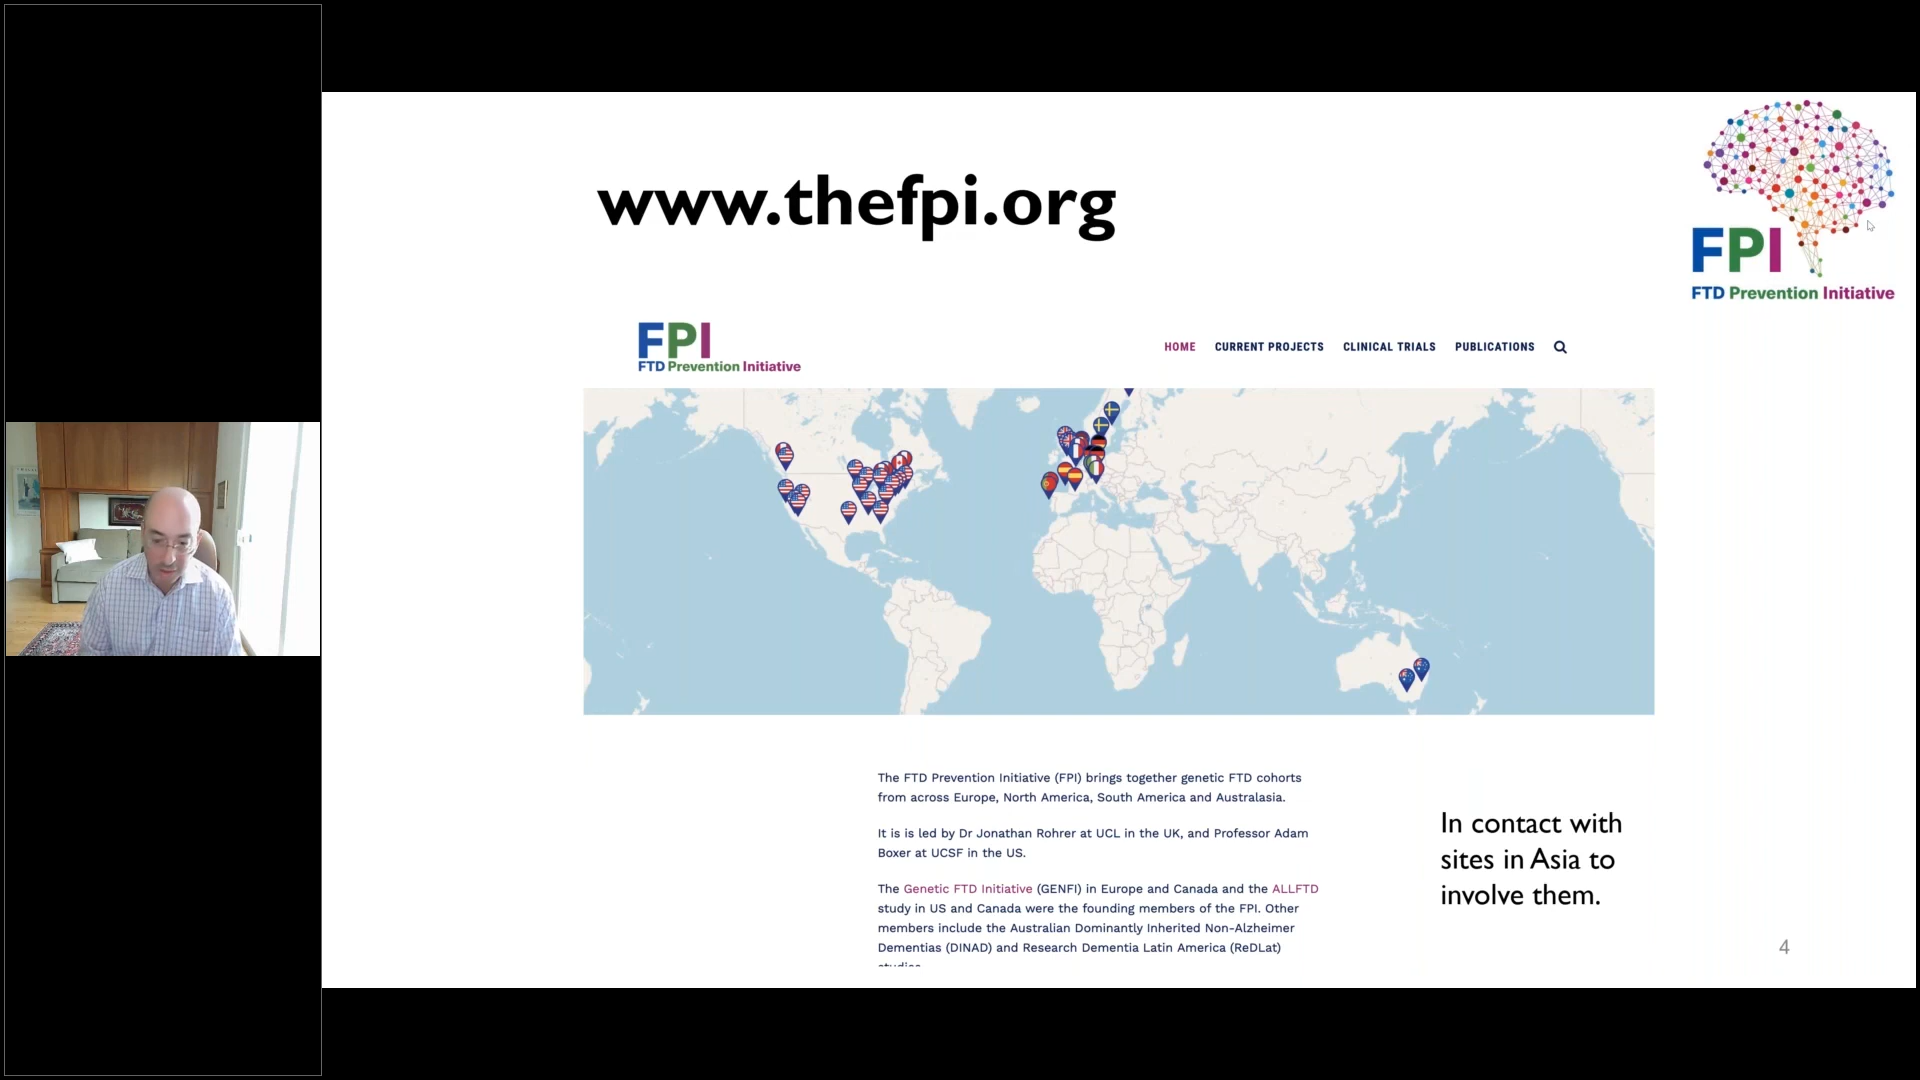 www.thefpi.org
FPI
FTD Prevention Initiative
FPI
FTD Prevention Initiative
HOME CURRENT PROJECTS CLINICAL TRIALS PUBLICATIONS
The FTD Prevention Initiative (FPI) brings together genetic FTD cohorts
from across Europe, North America, South America and Australasia.
It is is led by Dr Jonathan Rohrer at UCL in the UK, and Professor Adam
Boxer at UCSF in the US.
The Genetic FTD Initiative (GENFI) in Europe and Canada and the ALLFTD
study in US and Canada were the founding members of the FPI. Other
members include the Australian Dominantly Inherited Non-Alzheimer
Dementias (DINAD) and Research Dementia Latin America (ReDLat)
studies.
In contact with
sites in Asia to
involve them.
4